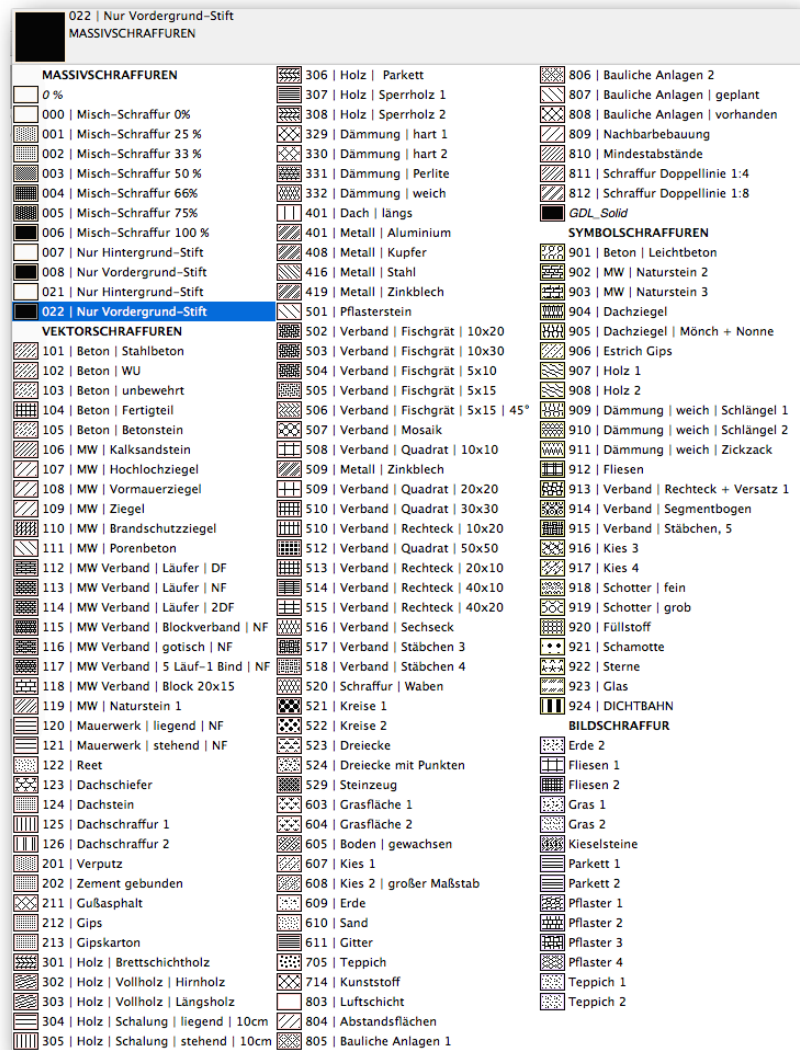 022 | Nur Vordergrund-Stift
MASSIVSCHRAFFUREN
MASSIVSCHRAFFUREN
0 %
000 | Misch-Schraffur 0%
001 | Misch-Schraffur 25 %
002 | Misch-Schraffur 33 %
003 | Misch-Schraffur 50 %
004 | Misch-Schraffur 66%
005 | Misch-Schraffur 75%
006 | Misch-Schraffur 100 %
007 | Nur Hintergrund-Stift
008 | Nur Vordergrund-Stift
021 | Nur Hintergrund-Stift
022 | Nur Vordergrund-Stift
VEKTORSCHRAFFUREN
101 | Beton | Stahlbeton
102 | Beton | WU
103 | Beton | unbewehrt
104 | Beton | Fertigteil
105 | Beton | Betonstein
106 | MW | Kalksandstein
107 | MW | Hochlochziegel
108 | MW | Vormauerziegel
109 | MW | Ziegel
110 | MW | Brandschutzziegel
111 | MW | Porenbeton
112 | MW Verband | Läufer | DF
113 | MW Verband | Läufer | NF
114 | MW Verband | Läufer | 2DF
115 | MW Verband | Blockverband | NF
116 | MW Verband | gotisch | NF
117 | MW Verband | 5 Läuf-1 Bind | NF
118 | MW Verband | Block 20x15
119 | MW | Naturstein 1
120 | Mauerwerk | liegend | NF
121 | Mauerwerk | stehend | NF
122 | Reet
123 | Dachschiefer
124 | Dachstein
125 | Dachschraffur 1
126 | Dachschraffur 2
201 | Verputz
202 | Zement gebunden
211 | Gußasphalt
212 | Gips
213 | Gipskarton
301 | Holz | Brettschichtholz
302 | Holz | Vollholz | Hirnholz
303 | Holz | Vollholz | Längsholz
304 | Holz | Schalung | liegend | 10cm
305 | Holz | Schalung | stehend | 10cm
306 | Holz | Parkett
307 | Holz | Sperrholz 1
308 | Holz | Sperrholz 2
329 | Dämmung | hart 1
330 | Dämmung | hart 2
331 | Dämmung | Perlite
332 | Dämmung | weich
401 | Dach | längs
401 | Metall | Aluminium
408 | Metall | Kupfer
416 | Metall | Stahl
419 | Metall | Zinkblech
501 | Pflasterstein
502 | Verband | Fischgrät | 10x20
503 | Verband | Fischgrät | 10x30
504 | Verband | Fischgrät | 5x10
505 | Verband | Fischgrät | 5x15
506 | Verband | Fischgrät | 5x15 | 45°
507 | Verband | Mosaik
508 | Verband | Quadrat | 10x10
509 | Metall | Zinkblech
509 | Verband | Quadrat | 20x20
510 | Verband | Quadrat | 30x30
510 | Verband | Rechteck | 10x20
512 | Verband | Quadrat | 50x50
513 | Verband | Rechteck | 20x10
514 | Verband | Rechteck | 40x10
515 | Verband | Rechteck | 40x20
516 | Verband | Sechseck
517 | Verband | Stäbchen 3
518 | Verband | Stäbchen 4
520 | Schraffur | Waben
521 | Kreise 1
522 | Kreise 2
523 | Dreiecke
524 | Dreiecke mit Punkten
529 | Steinzeug
603 | Grasfläche 1
604 | Grasfläche 2
605 | Boden | gewachsen
607 | Kies 1
608 | Kies 2 | großer Maßstab
609 | Erde
610 | Sand
611 | Gitter
705 | Teppich
714 | Kunststoff
803 | Luftschicht
804 | Abstandsflächen
805 | Bauliche Anlagen 1
806 | Bauliche Anlagen 2
807 | Bauliche Anlagen | geplant
808 | Bauliche Anlagen | vorhanden
809 | Nachbarbebauung
810 | Mindestabstände
811 | Schraffur Doppellinie 1:4
812 | Schraffur Doppellinie 1:8
GDL_Solid
SYMBOLSCHRAFFUREN
901 | Beton | Leichtbeton
902 | MW | Naturstein 2
903 | MW | Naturstein 3
904 | Dachziegel
905 | Dachziegel | Mönch + Nonne
906 | Estrich Gips
907 | Holz 1
908 | Holz 2
909 | Dämmung | weich | Schlängel 1
910 | Dämmung | weich | Schlängel 2
911 | Dämmung | weich | Zickzack
912 | Fliesen
913 | Verband | Rechteck + Versatz 1
914 | Verband | Segmentbogen
915 | Verband | Stäbchen, 5
916 | Kies 3
917 | Kies 4
918 | Schotter | fein
919 | Schotter | grob
920 | Füllstoff
921 | Schamotte
922 | Sterne
923 | Glas
924 | DICHTBAHN
BILDSCHRAFFUR
Erde 2
Fliesen 1
Fliesen 2
Gras 1
Gras 2
Kieselsteine
Parkett 1
Parkett 2
Pflaster 1
Pflaster 2
Pflaster 3
Pflaster 4
Teppich 1
Teppich 2